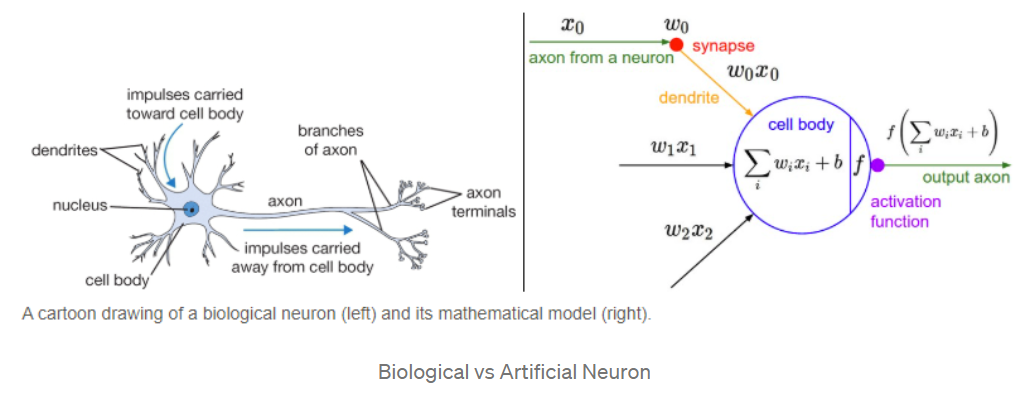 impulses carried
toward cell body
dendrites
nucleus
cell body
axon
impulses carried
away from cell body
branches
of axon
axon
terminals
x₀
w₀
synapse
axon from a neuron
w₀x₀
dendrite
cell body
w₁x₁
∑ᵢ wᵢxᵢ + b
f
f(∑ᵢ wᵢxᵢ + b)
output axon
activation
function
w₂x₂
A cartoon drawing of a biological neuron (left) and its mathematical model (right).
Biological vs Artificial Neuron